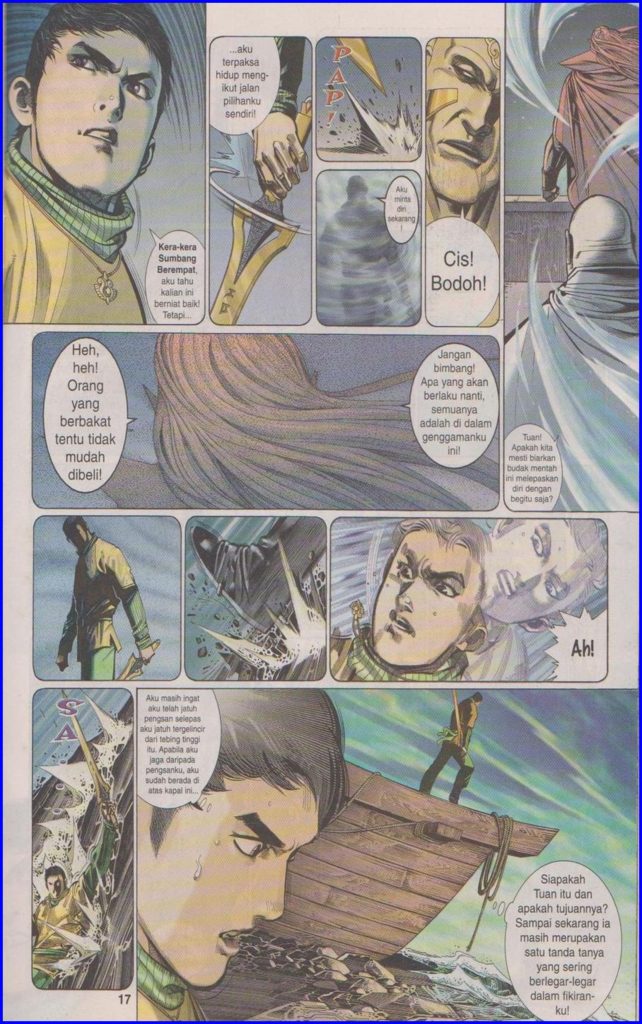 Kera-kera
Sumbang
Berempat,
aku tahu
kalian ini
berniat baik!
Tetapi...
...aku
terpaksa
hidup meng-
ikut jalan
pilihanku
sendiri!
PAP!
Aku
minta
diri
sekarang
!
Cis!
Bodoh!
Tuan!
Apakah kita
mesti biarkan
budak mentah
ini melepaskan
diri dengan
begitu saja?
Heh,
heh!
Orang
yang
berbakat
tentu tidak
mudah
dibeli!
Jangan
bimbang!
Apa yang akan
berlaku nanti,
semuanya
adalah di dalam
genggamanku
ini!
Ah!
SA
Aku masih ingat
aku telah jatuh
pengsan selepas
aku jatuh tergelincir
dari tebing tinggi
itu. Apabila aku
jaga daripada
pengsanku, aku
sudah berada di
atas kapal ini...
Siapakah
Tuan itu dan
apakah tujuannya?
Sampai sekarang ia
masih merupakan
satu tanda tanya
yang sering
berlegar-legar
dalam fikiran-
ku!
17